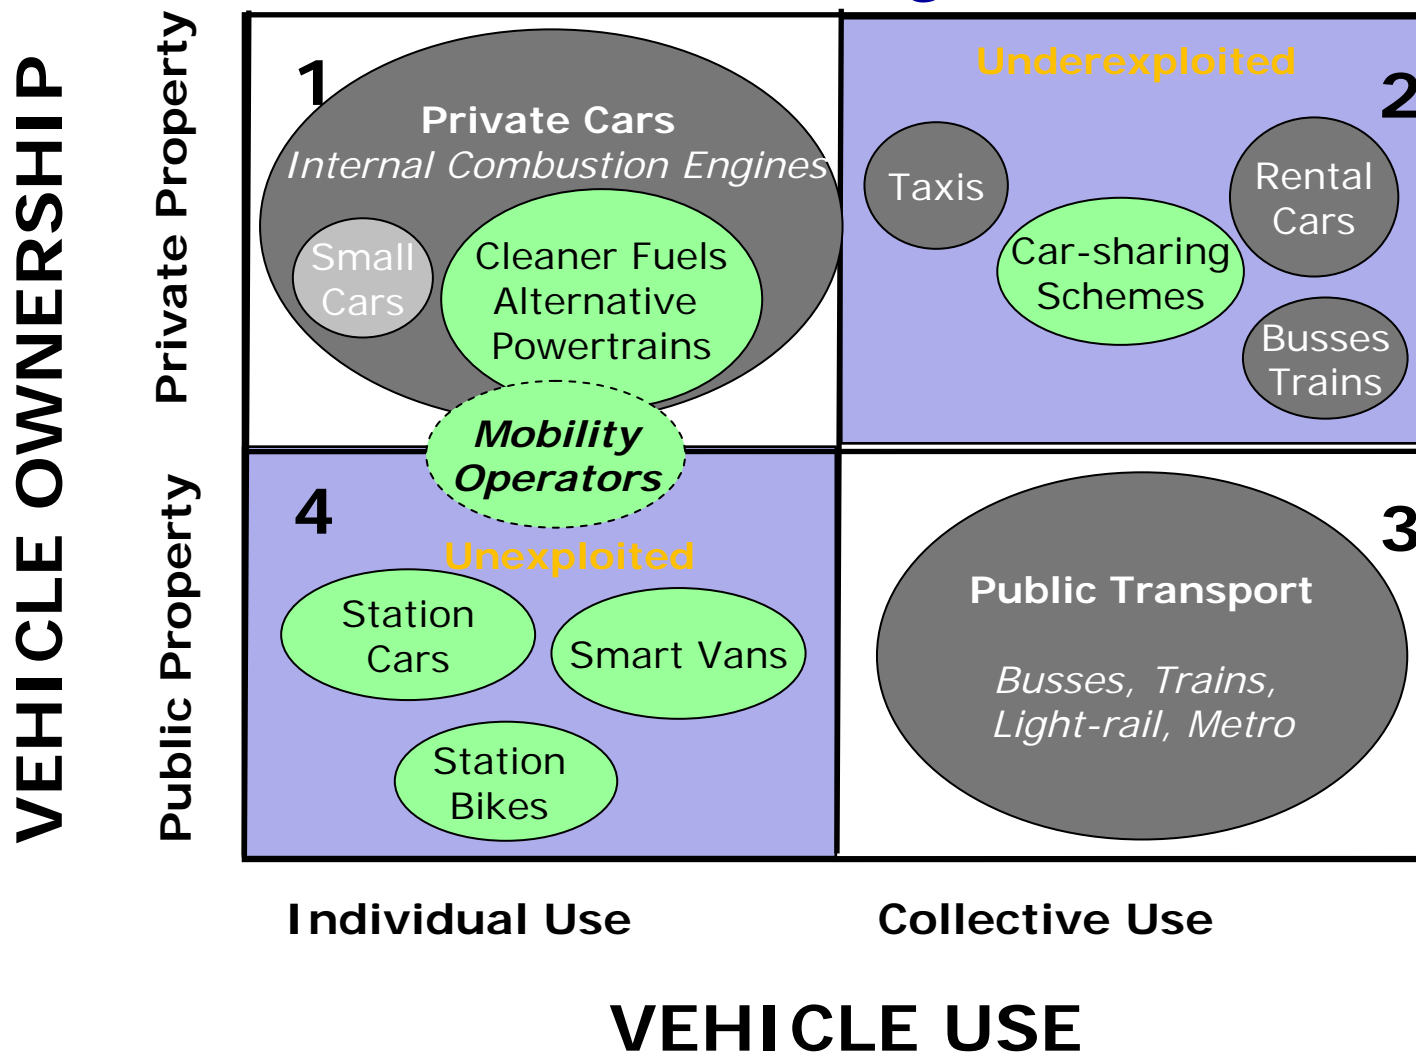 VEHICLE OWNERSHIP
Private Property
Public Property
1
Private Cars
Internal Combustion Engines
Small
Cars
Cleaner Fuels
Alternative
Powertrains
Mobility
Operators
Underexploited
2
Taxis
Rental
Cars
Car-sharing
Schemes
Busses
Trains
4
Unexploited
Station
Cars
Smart Vans
Station
Bikes
3
Public Transport
Busses, Trains,
Light-rail, Metro
Individual Use
Collective Use
VEHICLE USE